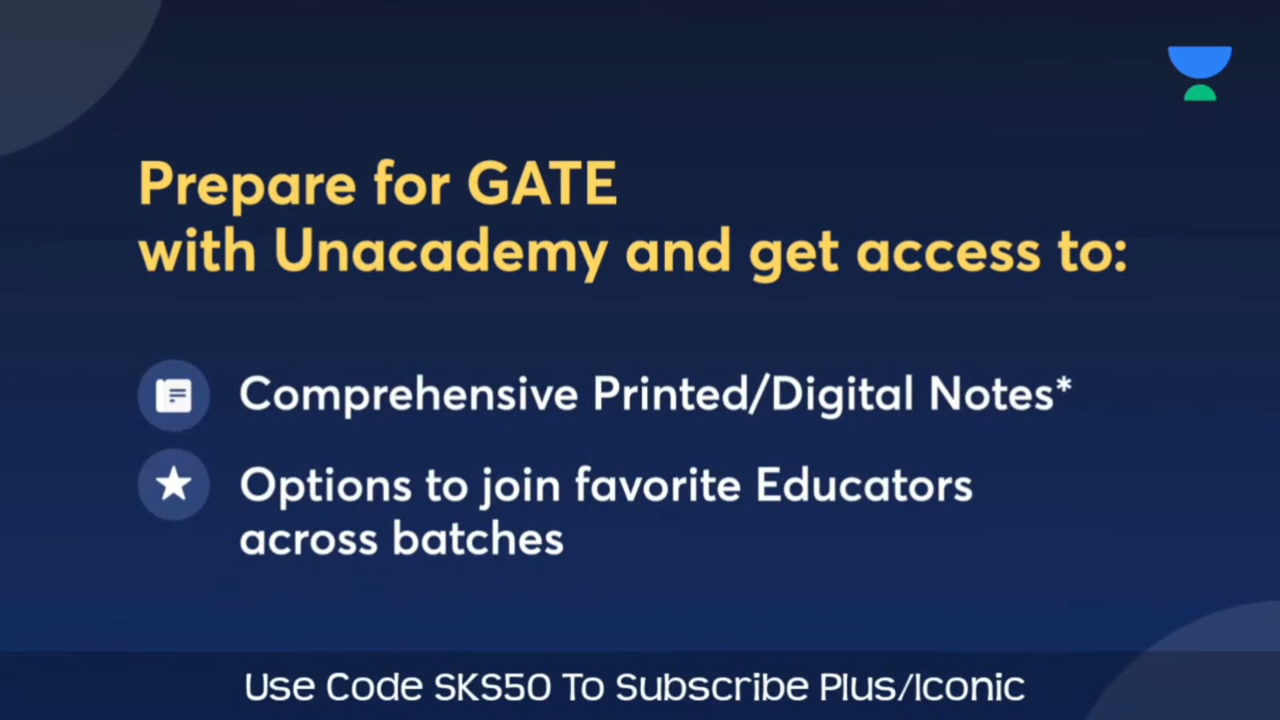 Prepare for GATE
with Unacademy and get access to:
Comprehensive Printed/Digital Notes*
Options to join favorite Educators
across batches
Use Code SKS50 To Subscribe Plus/Iconic